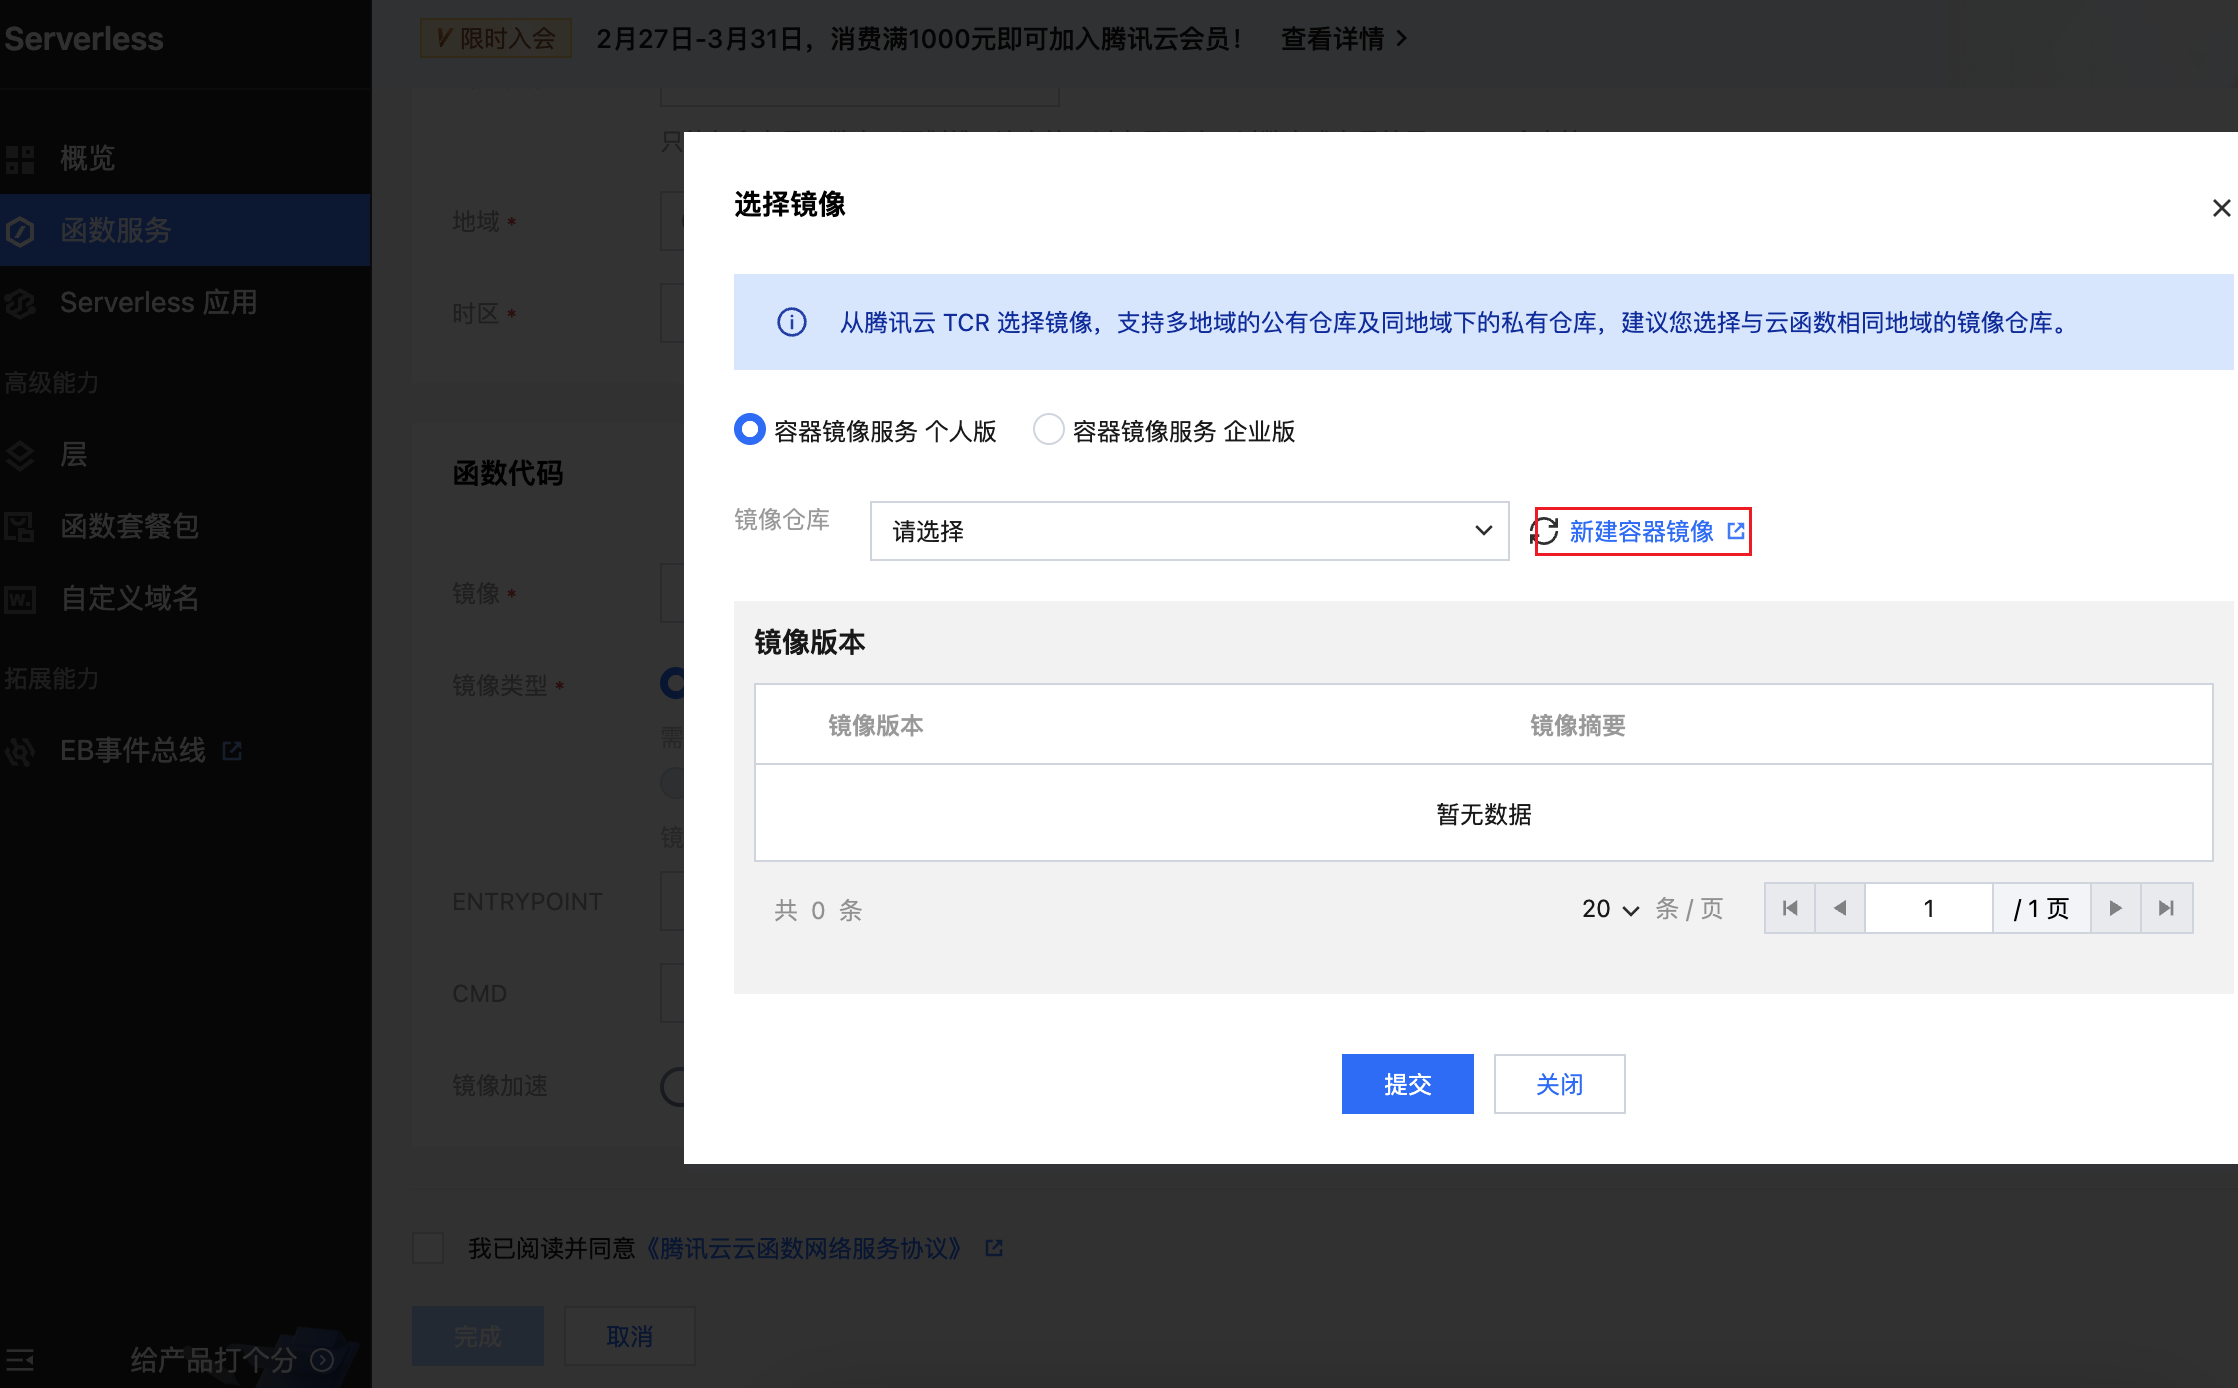 Serverless
限时入会 2月27日-3月31日，消费满1000元即可加入腾讯云会员！ 查看详情
概览
函数服务
Serverless 应用
高级能力
层
函数套餐包
自定义域名
拓展能力
EB事件总线
给产品打个分
地域 *
时区 *
函数代码
镜像 *
镜像类型 *
ENTRYPOINT
CMD
镜像加速
选择镜像
从腾讯云 TCR 选择镜像，支持多地域的公有仓库及同地域下的私有仓库，建议您选择与云函数相同地域的镜像仓库。
容器镜像服务 个人版 容器镜像服务 企业版
镜像仓库 请选择 新建容器镜像
镜像版本
镜像版本 镜像摘要
暂无数据
共 0 条 20 条 / 页 1 / 1 页
提交 关闭
我已阅读并同意《腾讯云云函数网络服务协议》
完成 取消